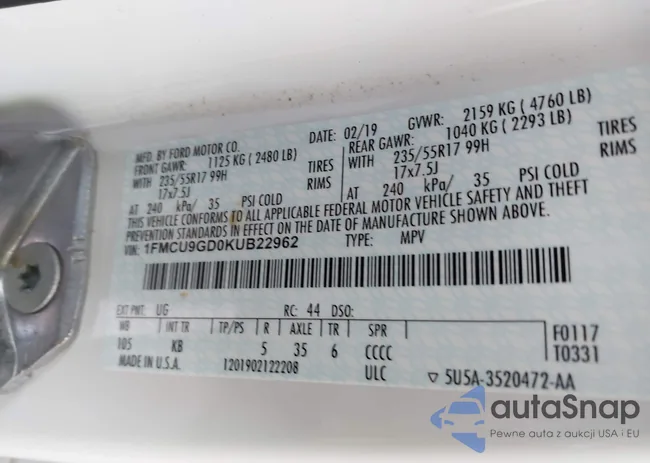 MFD. BY FORD MOTOR CO.
DATE: 02/19 GVWR: 2159 KG (4760 LB)
FRONT GAWR: 1125 KG (2480 LB) REAR GAWR: 1040 KG (2293 LB)
WITH 235/55R17 99H TIRES WITH 235/55R17 99H TIRES
17x7.5J RIMS 17x7.5J RIMS
AT 240 kPa/ 35 PSI COLD AT 240 kPa/ 35 PSI COLD
THIS VEHICLE CONFORMS TO ALL APPLICABLE FEDERAL MOTOR VEHICLE SAFETY AND THEFT
PREVENTION STANDARDS IN EFFECT ON THE DATE OF MANUFACTURE SHOWN ABOVE.
1FMCU9GD0KUB22962 TYPE: MPV
EXT PNT: UG RC: 44 DSO:
WB INT TR TP/PS R AXLE TR SPR F0117
105 KB 5 35 6 CCCC T0331
MADE IN U.S.A. 1201902122208 ULC ▽ 5U5A-3520472-AA
autaSnap
Pewne auta z aukcji USA i EU